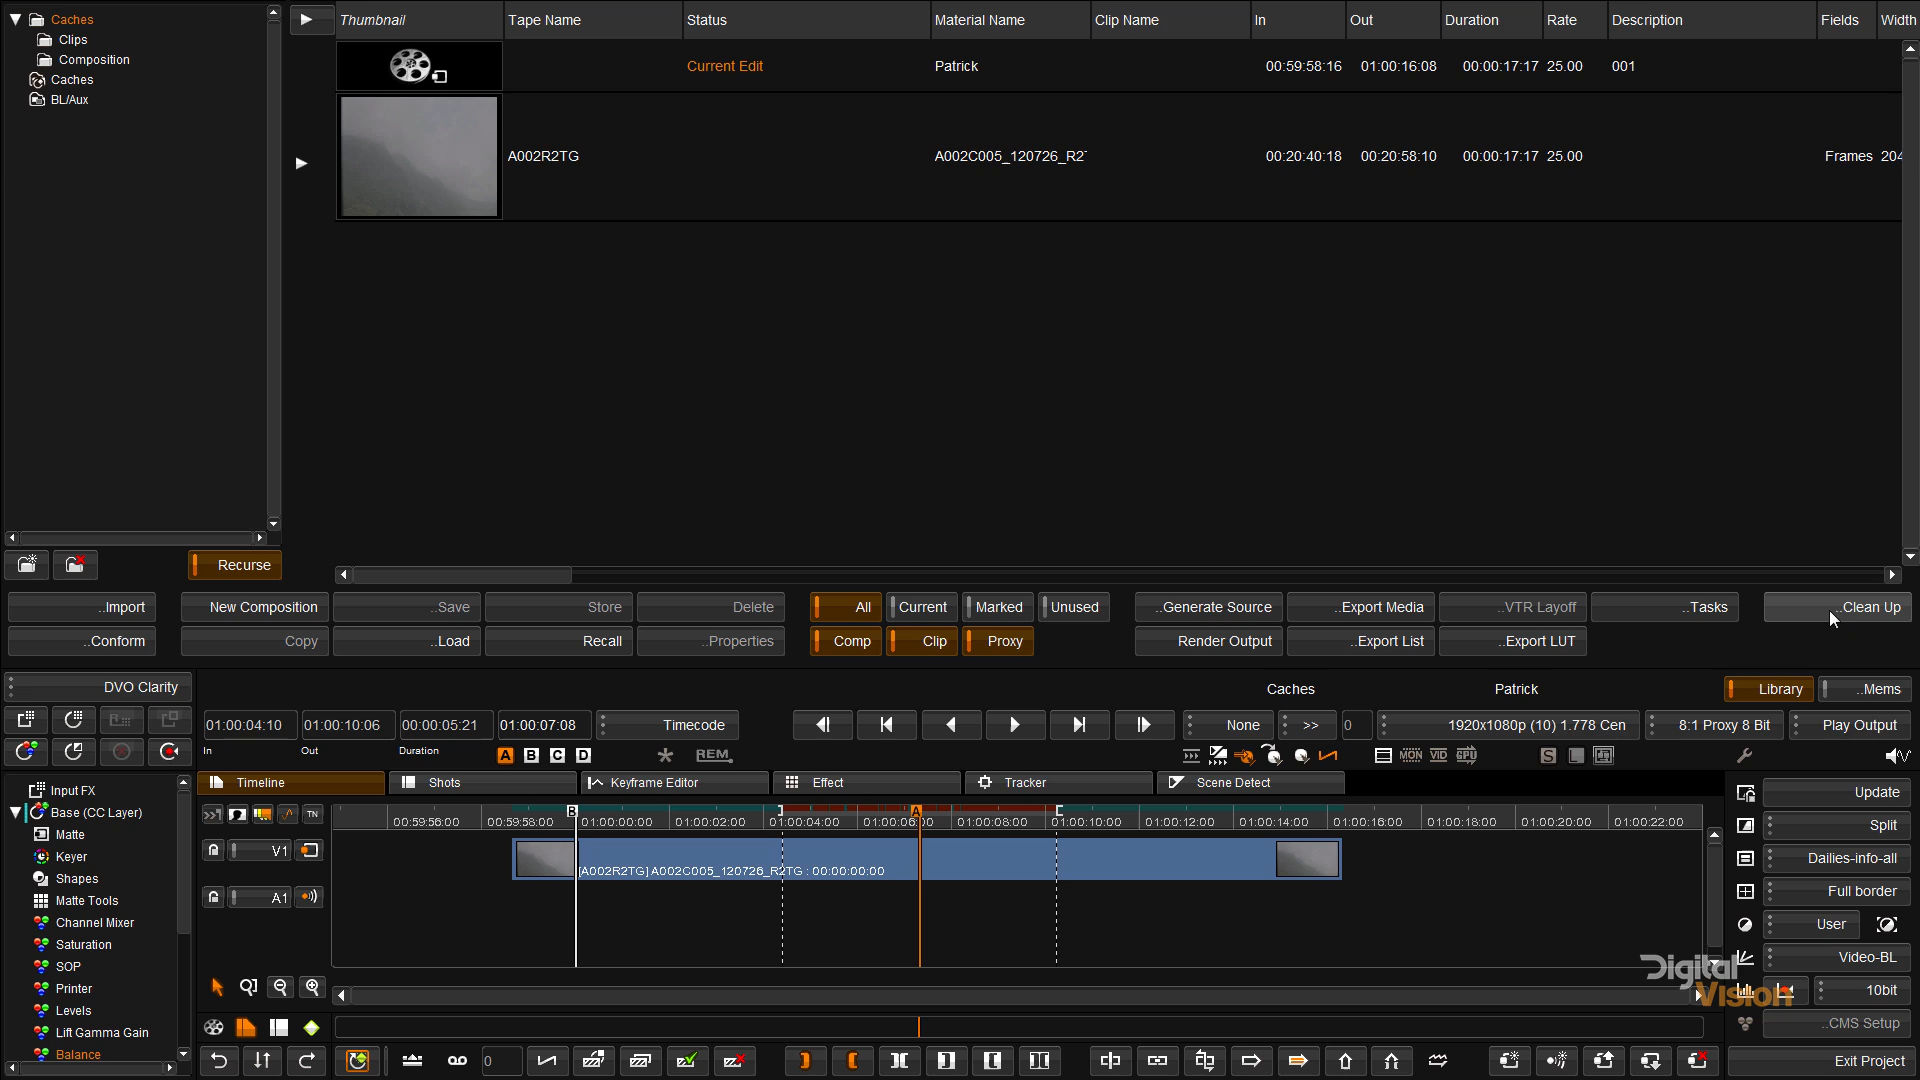 Caches
Clips
Composition
Caches
BL/Aux
Recurse
Thumbnail Tape Name Status Material Name Clip Name In Out Duration Rate Description Fields Width
Current Edit Patrick 00:59:58:16 01:00:16:08 00:00:17:17 25.00 001
A002R2TG A002C005_120726_R2 00:20:40:18 00:20:58:10 00:00:17:17 25.00 Frames 204
..Import New Composition ..Save Store Delete All Current Marked Unused ..Generate Source ..Export Media ..VTR Layoff ..Tasks ..Clean Up
..Conform Copy ..Load Recall ..Properties Comp Clip Proxy Render Output ..Export List ..Export LUT
DVO Clarity Caches Patrick Library ..Mems
01:00:04:10 01:00:10:06 00:00:05:21 01:00:07:08 Timecode None >> 0 1920x1080p (10) 1.778 Cen 8:1 Proxy 8 Bit Play Output
In Out Duration A B C D REM. MON VID GPU S
Timeline Shots Keyframe Editor Effect Tracker Scene Detect
Input FX
Base (CC Layer)
Matte
Keyer
Shapes
Matte Tools
Channel Mixer
Saturation
SOP
Printer
Levels
Lift Gamma Gain
Balance
TN B A
00:59:56:00 00:59:58:00 01:00:00:00 01:00:02:00 01:00:04:00 01:00:06:00 01:00:08:00 01:00:10:00 01:00:12:00 01:00:14:00 01:00:16:00 01:00:18:00 01:00:20:00 01:00:22:00
V1
[A002R2TG] A002C005_120726_R2TG : 00:00:00:00
A1
Update
Split
Dailies-info-all
Full border
User
Video-BL
10bit
..CMS Setup
Exit Project
Digital
Vision
0